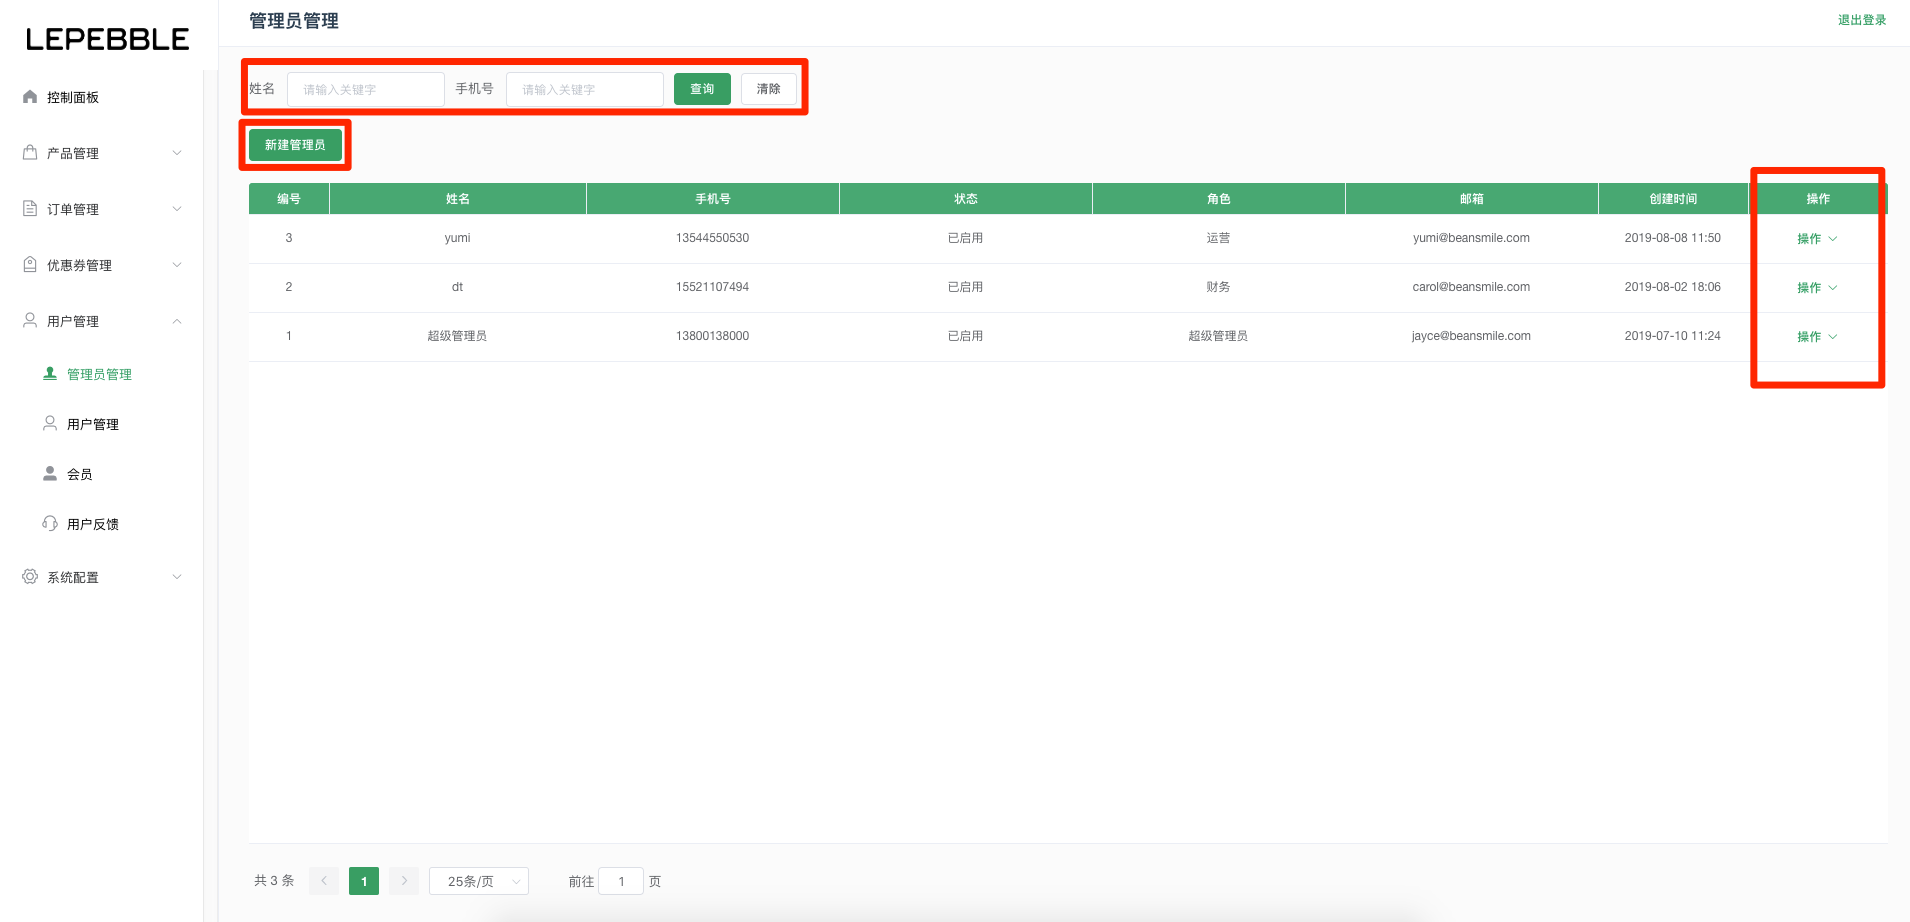 LEPEBBLE
控制面板
产品管理
订单管理
优惠券管理
用户管理
管理员管理
用户管理
会员
用户反馈
系统配置
管理员管理 退出登录
姓名 请输入关键字 手机号 请输入关键字 查询 清除
新建管理员
编号 姓名 手机号 状态 角色 邮箱 创建时间 操作
3 yumi 13544550530 已启用 运营 yumi@beansmile.com 2019-08-08 11:50 操作
2 dt 15521107494 已启用 财务 carol@beansmile.com 2019-08-02 18:06 操作
1 超级管理员 13800138000 已启用 超级管理员 jayce@beansmile.com 2019-07-10 11:24 操作
共 3 条 1 25条/页 前往 1 页